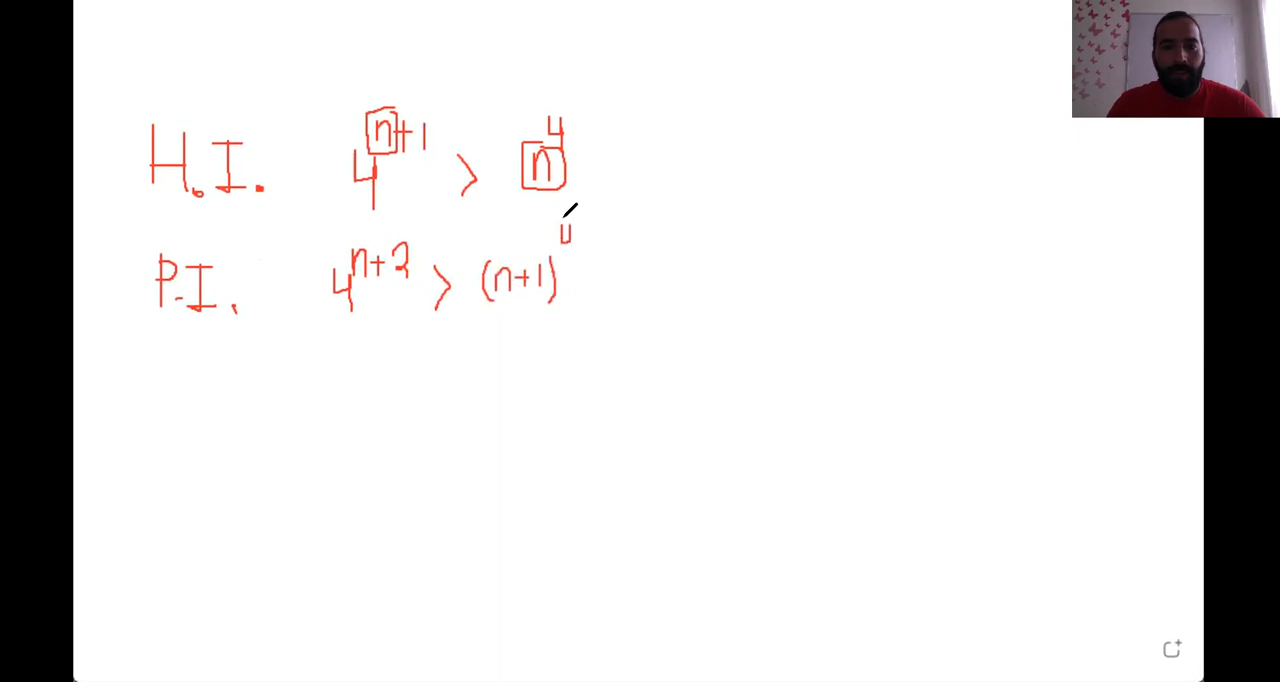 H.I. 4^{n+1} > n^4
P.I. 4^{n+2} > (n+1)^4